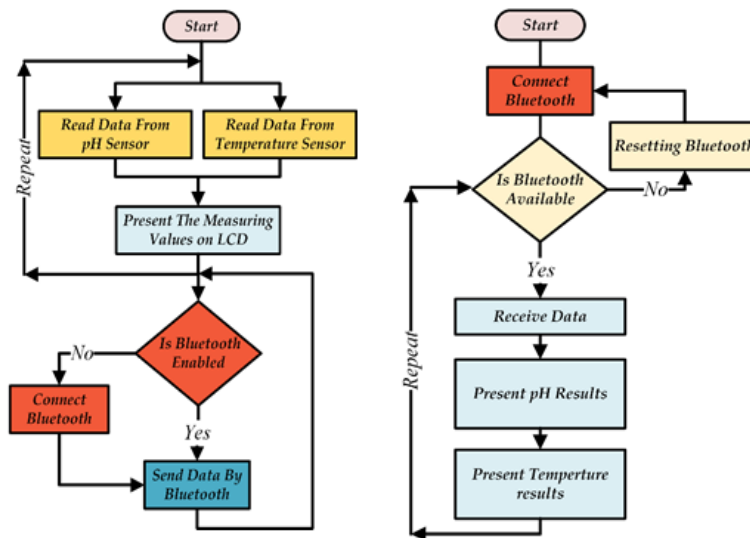 Start
Read Data From
pH Sensor
Read Data From
Temperature Sensor
Repeat
Present The Measuring
Values on LCD
Is Bluetooth
Enabled
No
Connect
Bluetooth
Yes
Send Data By
Bluetooth
Start
Connect
Bluetooth
Resetting Bluetooth
Is Bluetooth
Available
No
Yes
Receive Data
Repeat
Present pH Results
Present Temperture
results